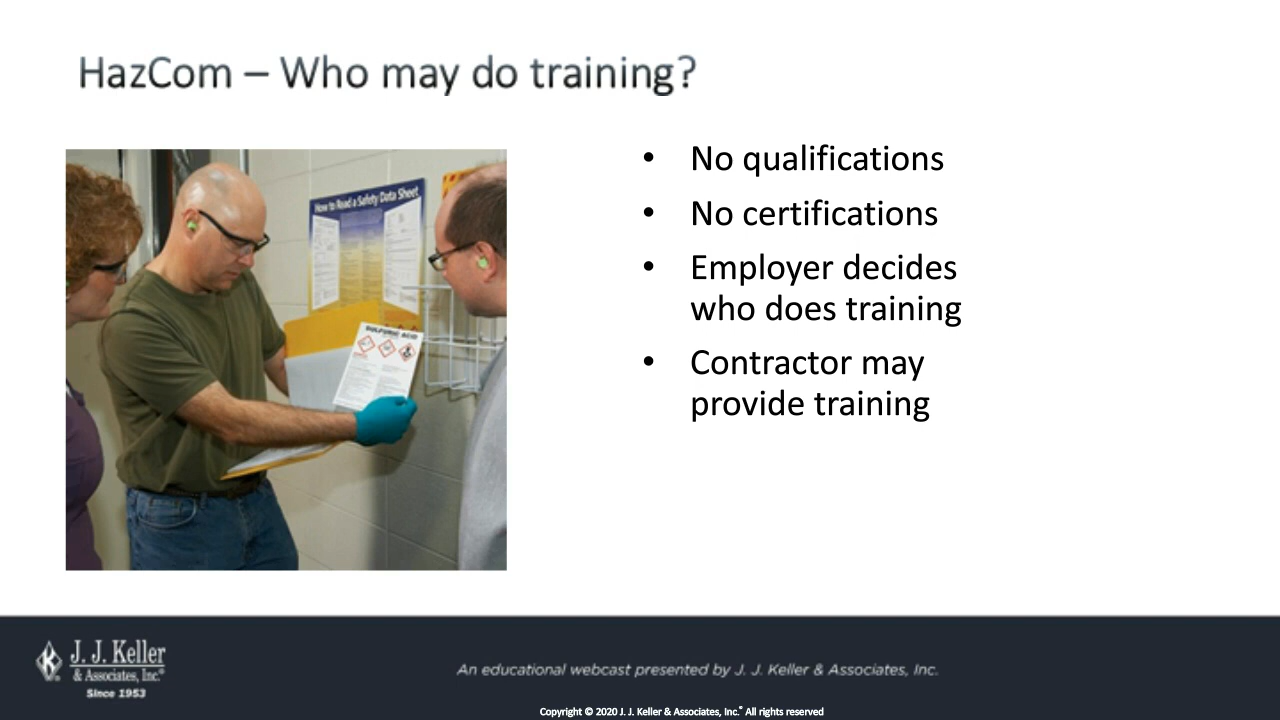 HazCom – Who may do training?
How to Read a Safety Data Sheet
SULFURIC ACID
• No qualifications
• No certifications
• Employer decides
who does training
• Contractor may
provide training
J. J. Keller
& Associates, Inc.®
Since 1953
An educational webcast presented by J. J. Keller & Associates, Inc.
Copyright © 2020 J. J. Keller & Associates, Inc.® All rights reserved